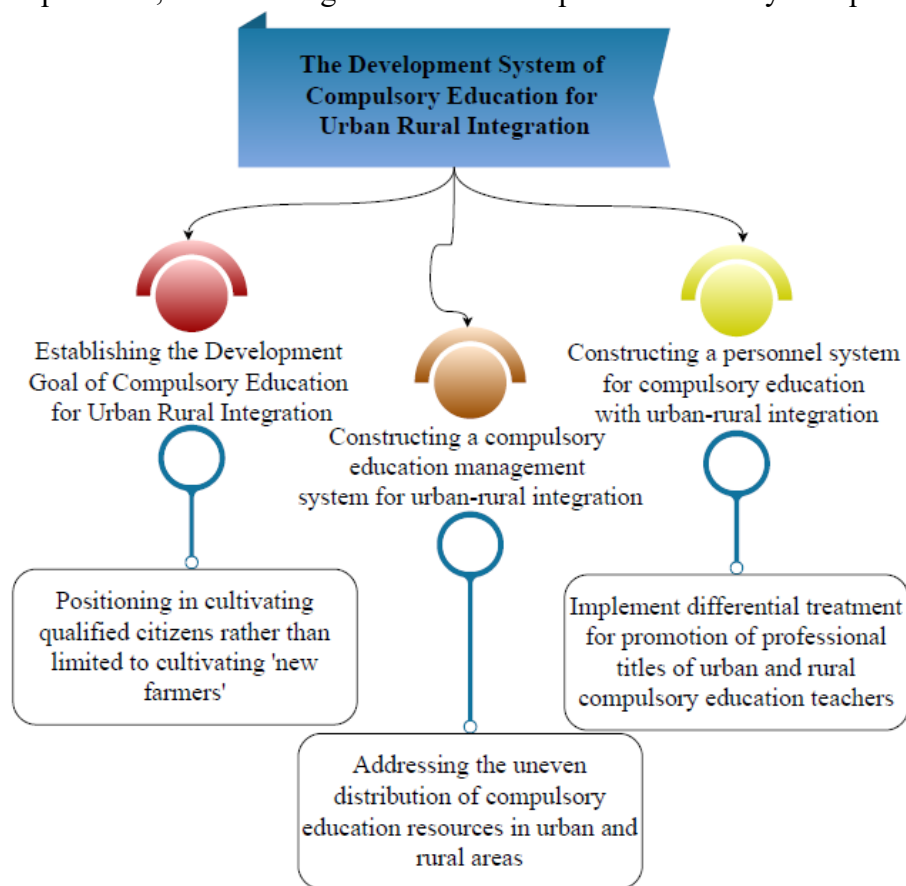 The Development System of
Compulsory Education for
Urban Rural Integration
Establishing the Development
Goal of Compulsory Education
for Urban Rural Integration
Positioning in cultivating
qualified citizens rather than
limited to cultivating 'new
farmers'
Constructing a compulsory
education management
system for urban-rural integration
Addressing the uneven
distribution of compulsory
education resources in urban and
rural areas
Constructing a personnel system
for compulsory education
with urban-rural integration
Implement differential treatment
for promotion of professional
titles of urban and rural
compulsory education teachers